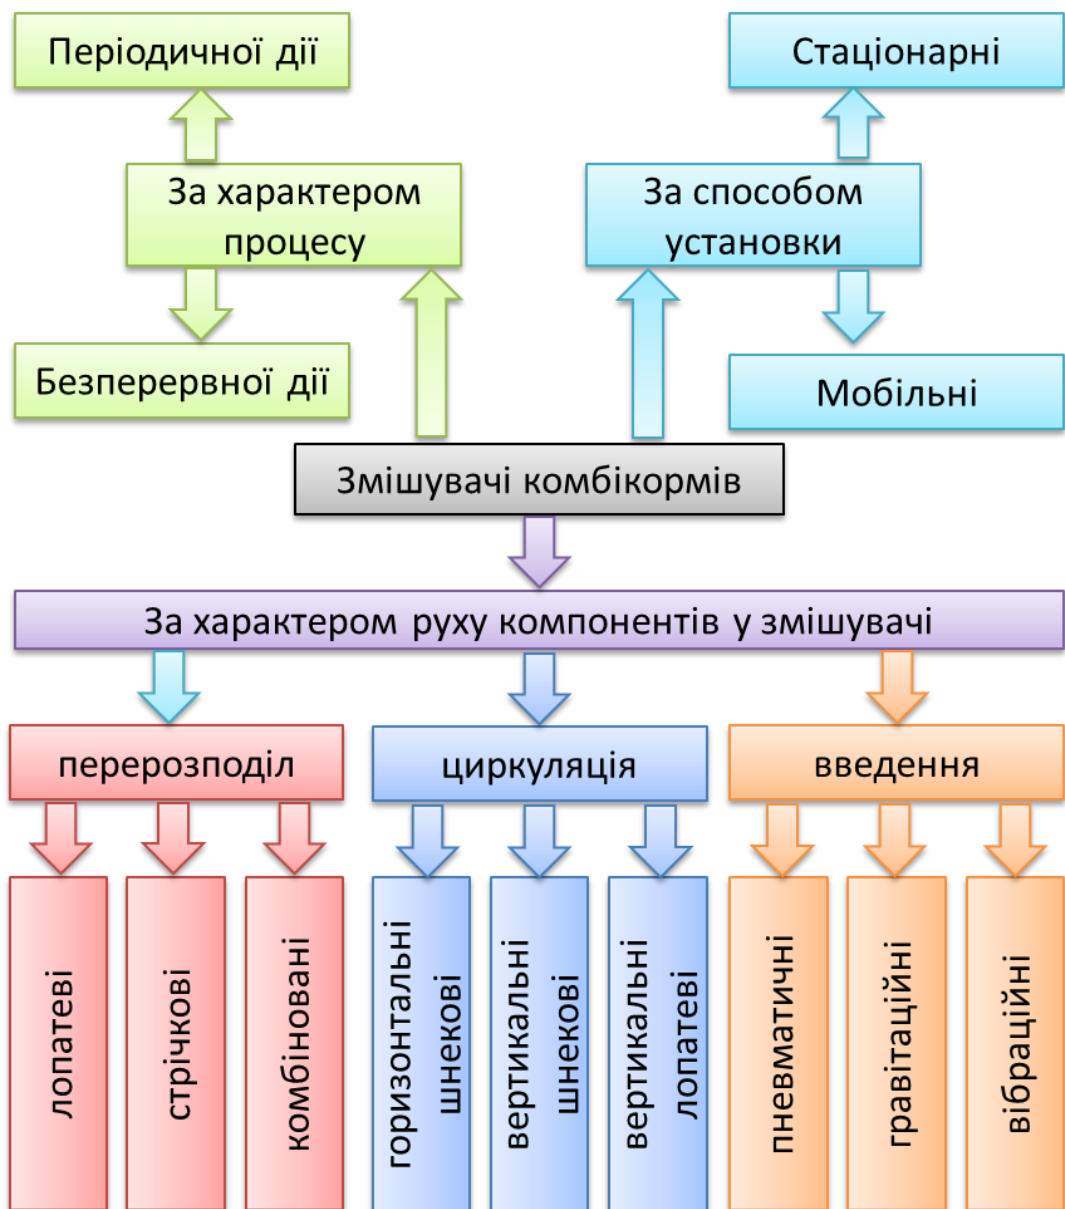 Періодичної дії
Стаціонарні
За характером
процесу
За способом
установки
Безперервної дії
Мобільні
Змішувачі комбікормів
За характером руху компонентів у змішувачі
перерозподіл
циркуляція
введення
лопатеві
стрічкові
комбіновані
горизонтальні
шнекові
вертикальні
шнекові
вертикальні
лопатеві
пневматичні
гравітаційні
вібраційні